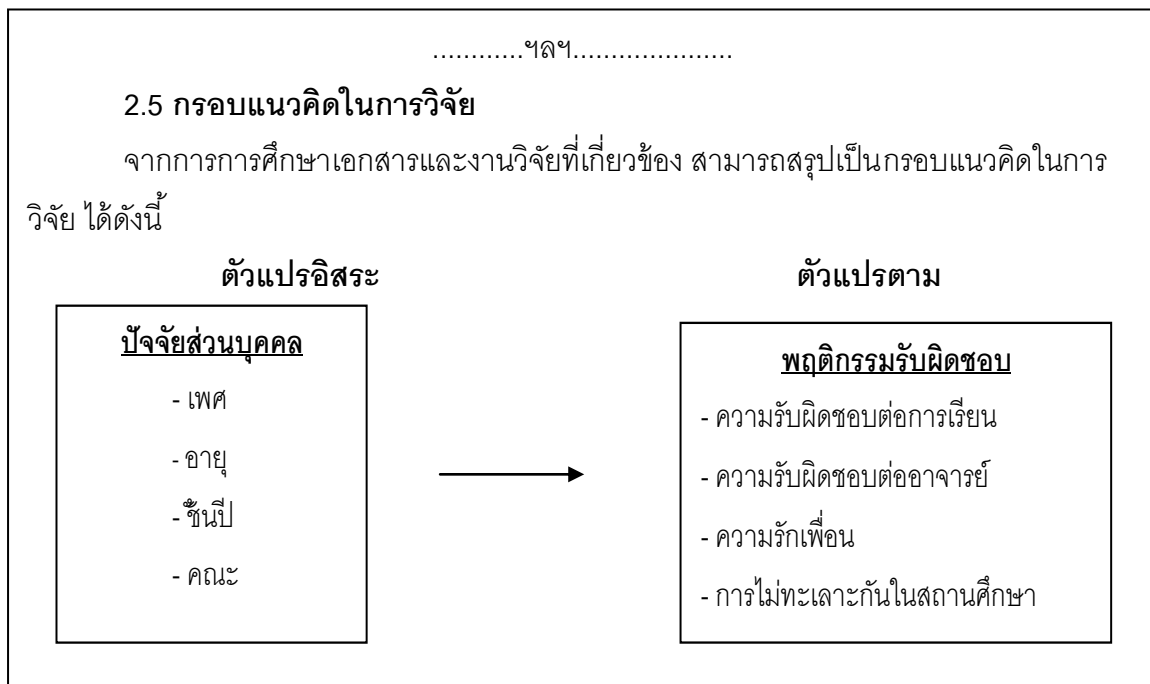 ............ฯลฯ.....................
2.5 กรอบแนวคิดในการวิจัย
จากการการศึกษาเอกสารและงานวิจัยที่เกี่ยวข้อง สามารถสรุปเป็นกรอบแนวคิดในการ
วิจัย ได้ดังนี้
ตัวแปรอิสระ
ปัจจัยส่วนบุคคล
- เพศ
- อายุ
- ชั้นปี
- คณะ
ตัวแปรตาม
พฤติกรรมรับผิดชอบ
- ความรับผิดชอบต่อการเรียน
- ความรับผิดชอบต่ออาจารย์
- ความรักเพื่อน
- การไม่ทะเลาะกันในสถานศึกษา